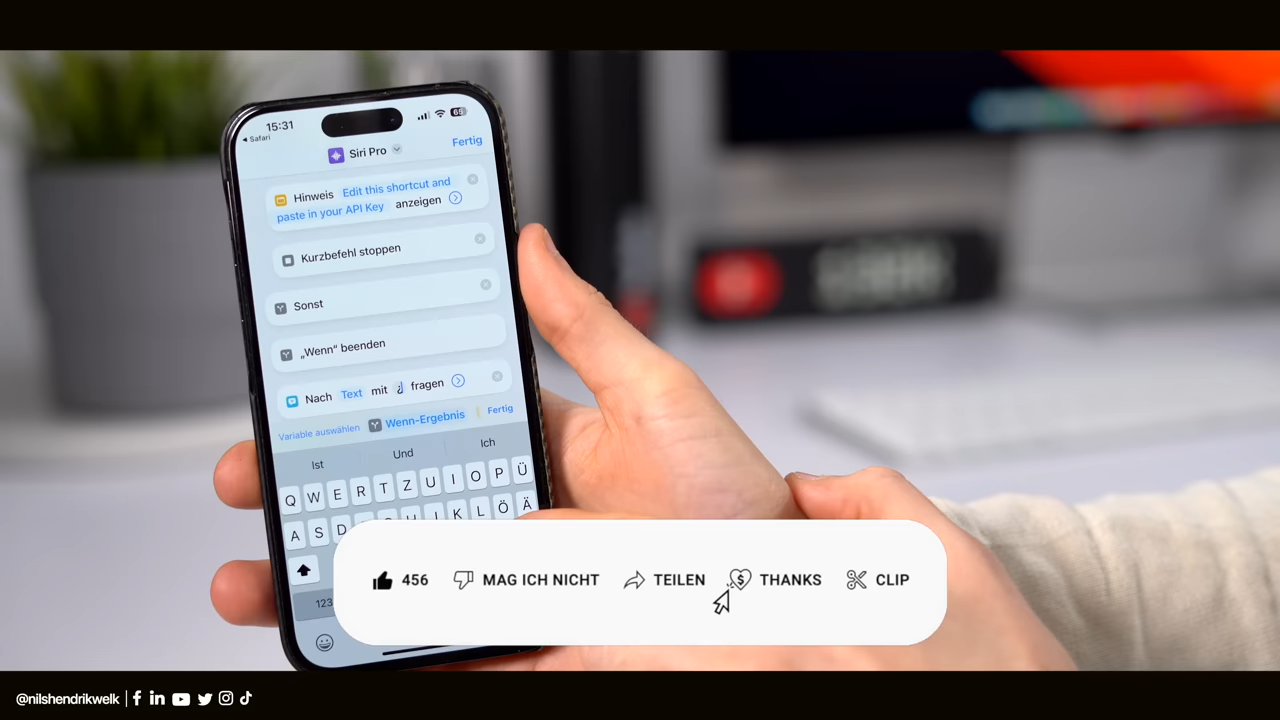 15:31
65
Safari
Siri Pro
Fertig
Hinweis Edit this shortcut and
paste in your API Key anzeigen
Kurzbefehl stoppen
Sonst
„Wenn“ beenden
Nach Text mit ¿ fragen
Variable auswählen Wenn-Ergebnis Fertig
Ist Und Ich
Q W E R T Z U I O P Ü
A S D K L Ö Ä
123
456 MAG ICH NICHT TEILEN THANKS CLIP
@nilshendrikwelk